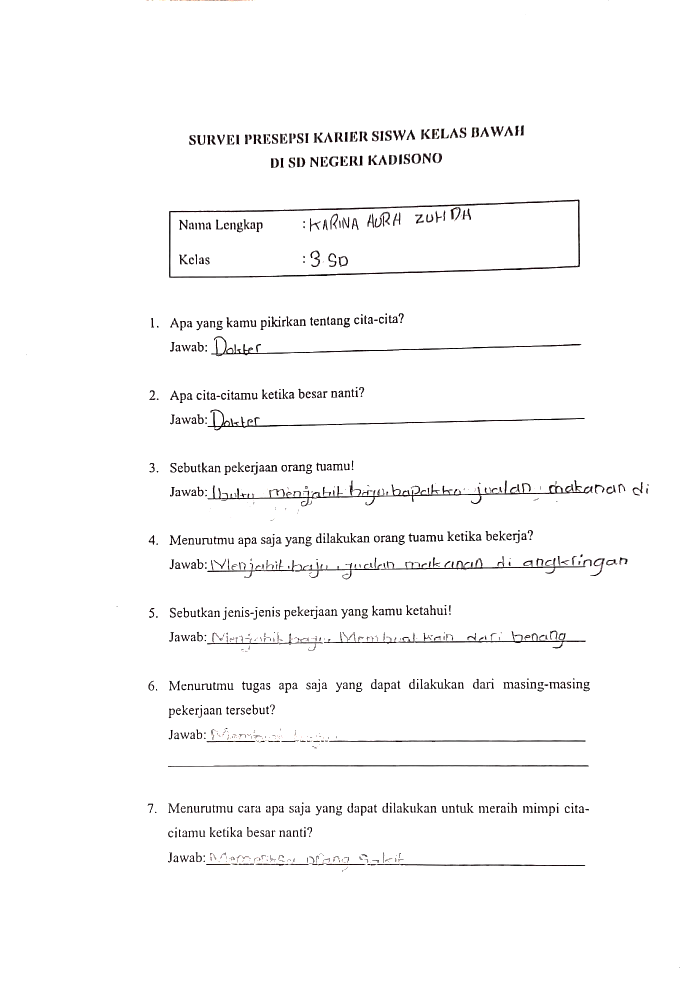 SURVEI PRESEPSI KARIER SISWA KELAS BAWAH
DI SD NEGERI KADISONO
Nama Lengkap : KARINA AURA ZUHDA
Kelas : 3 SD
1. Apa yang kamu pikirkan tentang cita-cita?
Jawab: Dokter
2. Apa cita-citamu ketika besar nanti?
Jawab: Dokter
3. Sebutkan pekerjaan orang tuamu!
Jawab: Ibuku menjahit baju, bapakku jualan makanan di
4. Menurutmu apa saja yang dilakukan orang tuamu ketika bekerja?
Jawab: Menjahit baju, jualan makanan di angkringan
5. Sebutkan jenis-jenis pekerjaan yang kamu ketahui!
Jawab: Menjahit baju, Membuat kain dari benang
6. Menurutmu tugas apa saja yang dapat dilakukan dari masing-masing
pekerjaan tersebut?
Jawab: Membuat baju
7. Menurutmu cara apa saja yang dapat dilakukan untuk meraih mimpi cita-
citamu ketika besar nanti?
Jawab: Memeriksa orang sakit